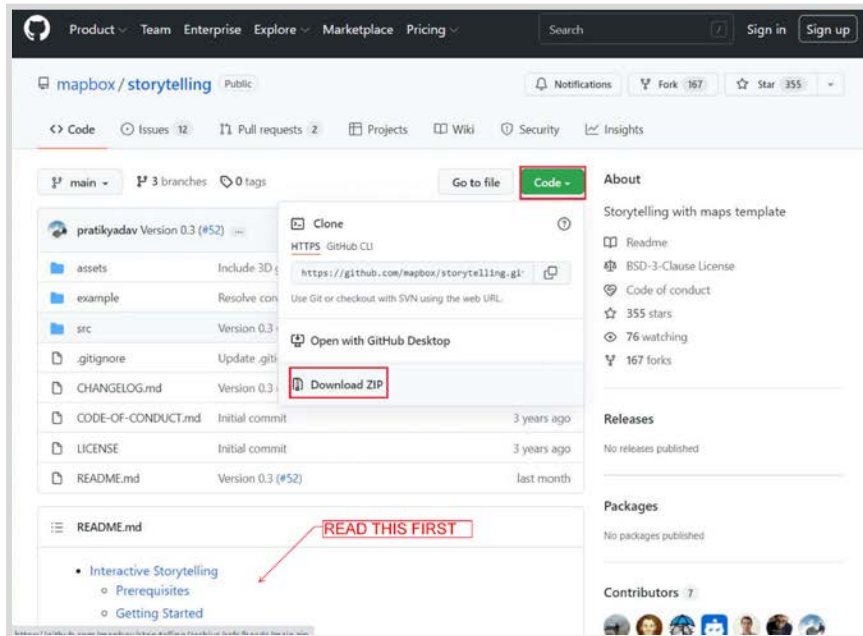 Product Team Enterprise Explore Marketplace Pricing Search / Sign in Sign up
mapbox / storytelling Public Notifications Fork 167 Star 355
Code Issues 12 Pull requests 2 Projects Wiki Security Insights
main 3 branches 0 tags Go to file Code
About
Storytelling with maps template
Readme
BSD-3-Clause License
Code of conduct
355 stars
76 watching
167 forks
Releases
No releases published
Packages
No packages published
Contributors 7
pratikyadav Version 0.3 (#52) ...
assets Include 3D
example Resolve con
src Version 0.3
.gitignore Update .giti
CHANGELOG.md Version 0.3
CODE-OF-CONDUCT.md Initial commit 3 years ago
LICENSE Initial commit 3 years ago
README.md Version 0.3 (#52) last month
Clone
HTTPS GitHub CLI
https://github.com/mapbox/storytelling.gi
Use Git or checkout with SVN using the web URL.
Open with GitHub Desktop
Download ZIP
README.md
READ THIS FIRST
Interactive Storytelling
Prerequisites
Getting Started